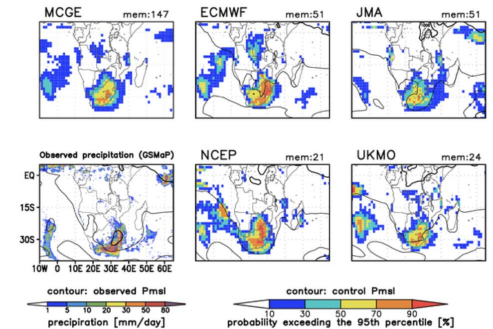 MCGE mem:147
ECMWF mem:51
JMA mem:51
Observed precipitation (GSMaP)
NCEP mem:21
UKMO mem:24
EQ
15S
30S
10W 0 10E 20E 30E 40E 50E 60E
contour: observed Pmsl
contour: control Pmsl
1 5 10 20 30 50 80
10 30 50 70 90
precipiration [mm/day]
probability exceeding the 95th percentile [%]